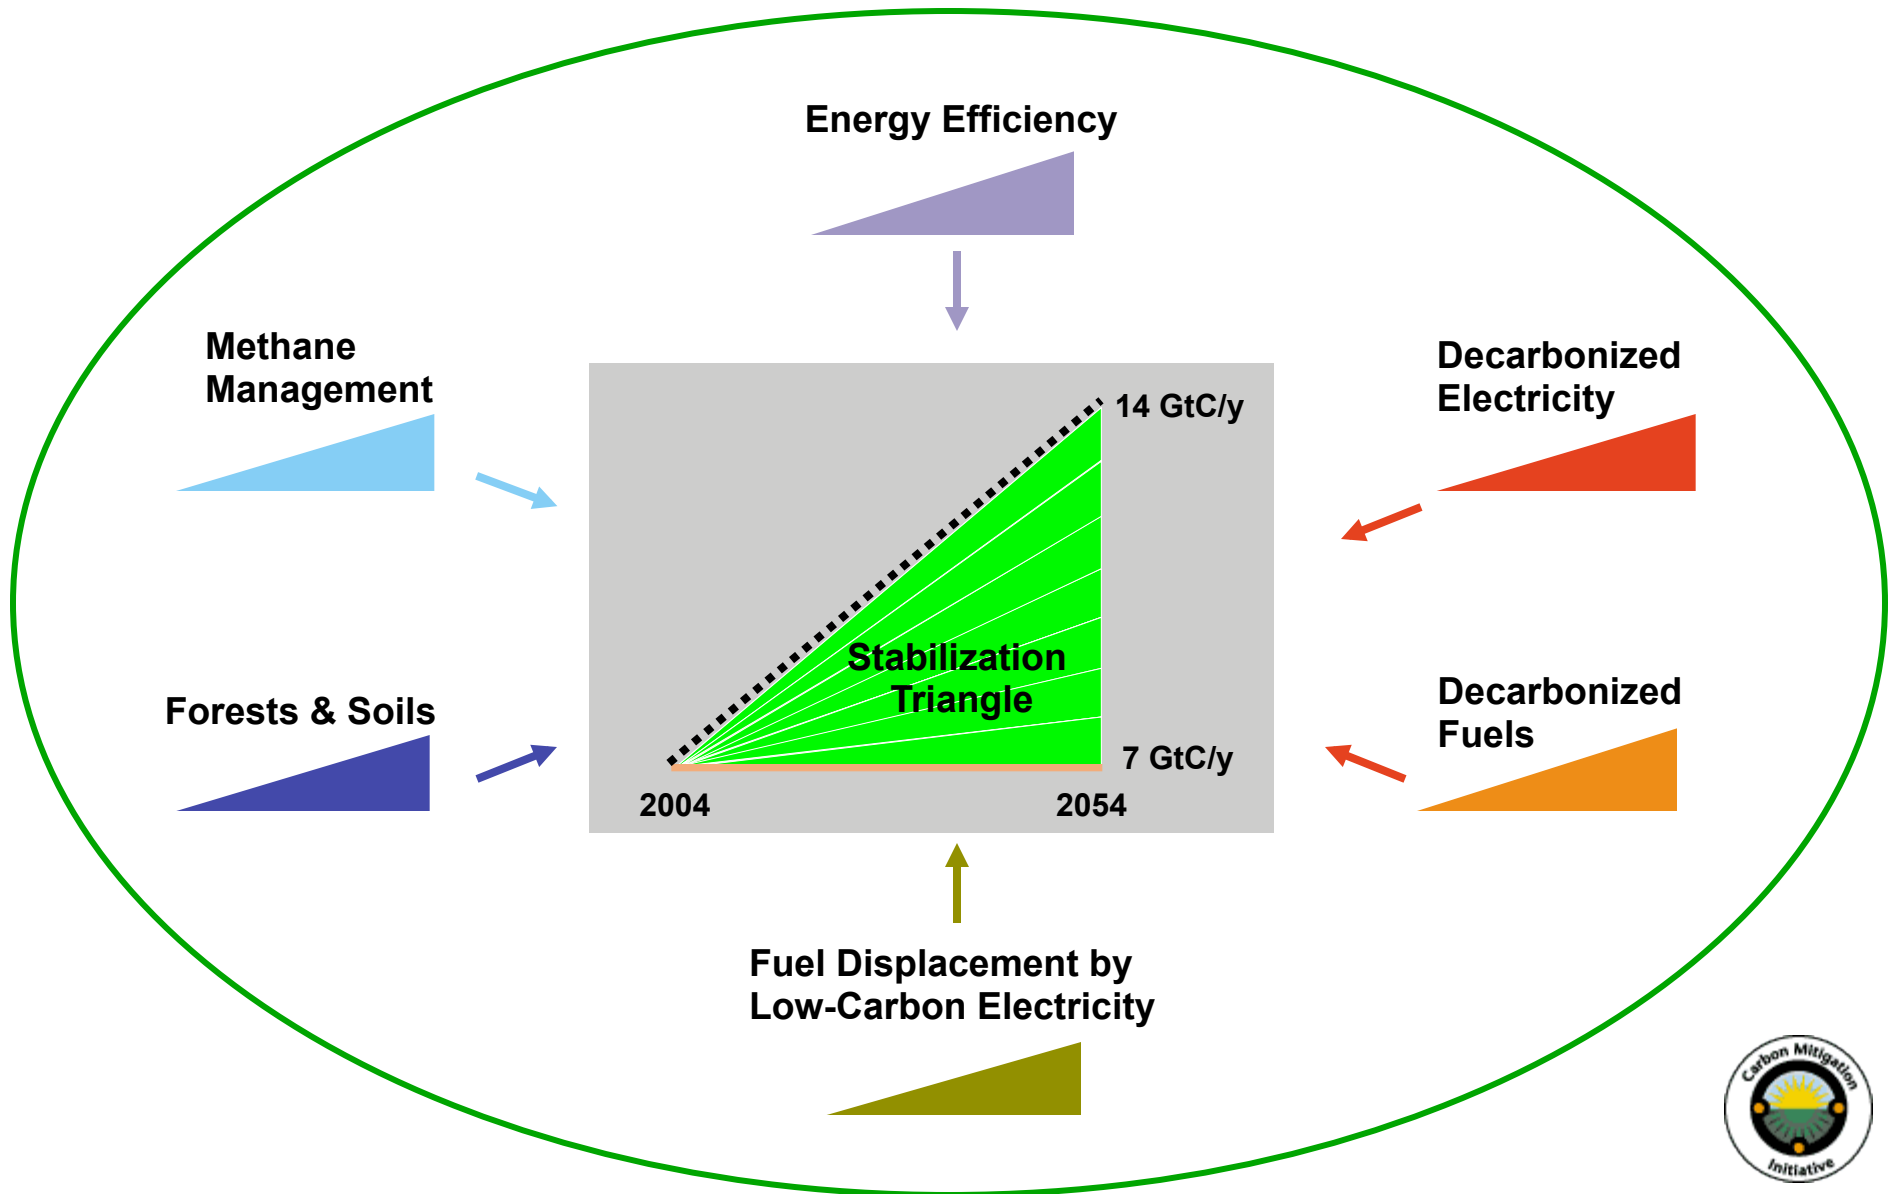 Energy Efficiency
Methane
Management
Decarbonized
Electricity
14 GtC/y
Stabilization
Triangle
Forests & Soils
Decarbonized
Fuels
7 GtC/y
2004
2054
Fuel Displacement by
Low-Carbon Electricity
Carbon Mitigation
Initiative